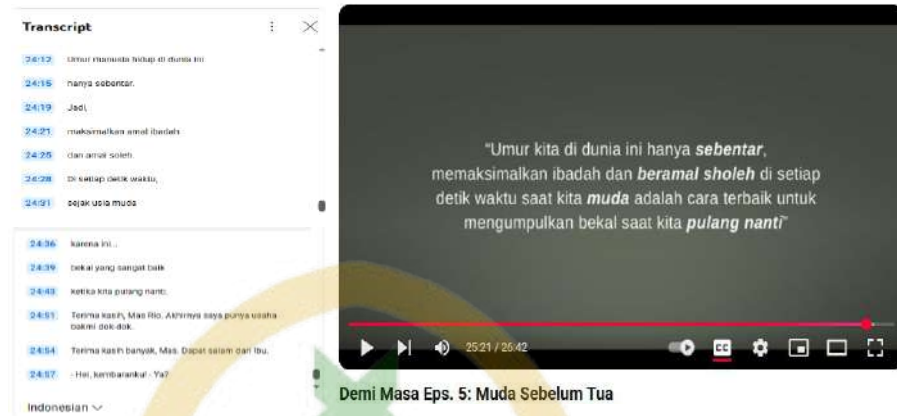 Transcript
24:12 Umur manusia hidup di dunia ini
24:15 hanya sebentar.
24:19 Jadi,
24:21 maksimalkan amal ibadah
24:25 dan amal soleh.
24:28 Di setiap detik waktu,
24:31 sejak usia muda
24:36 karena ini...
24:39 bekal yang sangat baik
24:43 ketika kita pulang nanti.
24:51 Terima kasih, Mas Rio. Akhirnya saya punya usaha
bakmi dok-dok.
24:54 Terima kasih banyak, Mas. Dapat salam dari Ibu.
24:57 - Hei, kembaranku! - Ya?
Indonesian
"Umur kita di dunia ini hanya sebentar,
memaksimalkan ibadah dan beramal sholeh di setiap
detik waktu saat kita muda adalah cara terbaik untuk
mengumpulkan bekal saat kita pulang nanti"
25:21 / 26:42
CC
Demi Masa Eps. 5: Muda Sebelum Tua